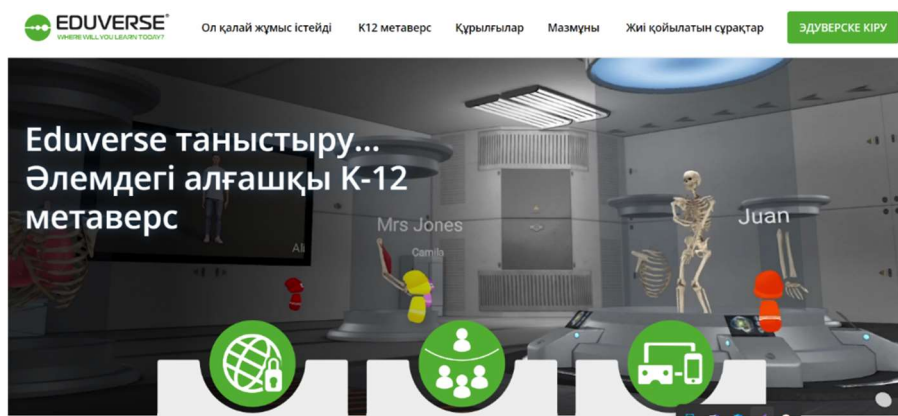 EDUVERSE®
WHERE WILL YOU LEARN TODAY?
Ол қалай жұмыс істейді
K12 метаверс
Құрылғылар
Мазмұны
Жиі қойылатын сұрақтар
ЭДУВЕРСКЕ КІРУ
Eduverse таныстыру...
Әлемдегі алғашқы K-12
метаверс
Mrs Jones
Juan
Camila
Ali